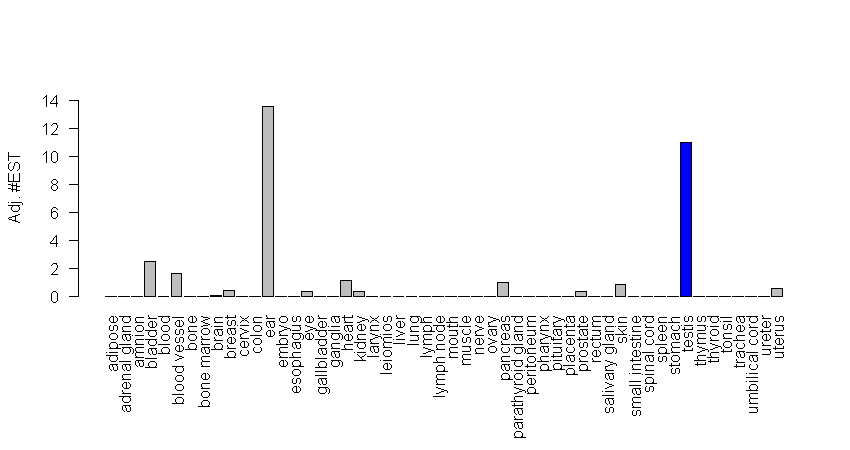 Adj. #EST
14
12
10
8
6
4
2
0
adipose
adrenal gland
amnion
bladder
blood vessel
blood
bone
bone marrow
brain
breast
cervix
colon
ear
embryo
esophagus
eye
gallbladder
ganglia
heart
kidney
larynx
leiomios
liver
lung
lymph
lymph node
mouth
muscle
nerve
ovary
pancreas
parathyroid gland
peritoneum
pharynx
pituitary
placenta
prostate
rectum
salivary gland
skin
small intestine
spinal cord
spleen
stomach
testis
thymus
thyroid
tonsil
trachea
umbilical cord
ureter
uterus